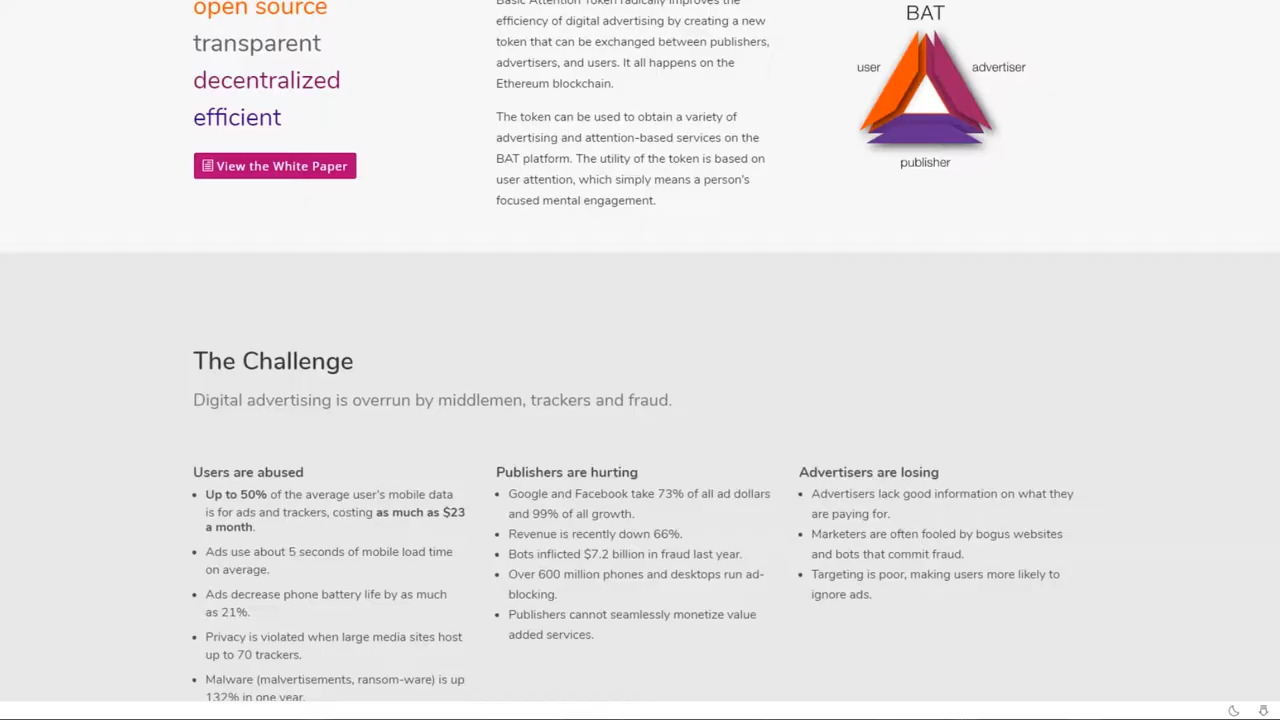 open source
transparent
decentralized
efficient
View the White Paper
Basic Attention Token radically improves the
efficiency of digital advertising by creating a new
token that can be exchanged between publishers,
advertisers, and users. It all happens on the
Ethereum blockchain.
The token can be used to obtain a variety of
advertising and attention-based services on the
BAT platform. The utility of the token is based on
user attention, which simply means a person's
focused mental engagement.
BAT
user
advertiser
publisher
The Challenge
Digital advertising is overrun by middlemen, trackers and fraud.
Users are abused
• Up to 50% of the average user's mobile data
is for ads and trackers, costing as much as $23
a month.
• Ads use about 5 seconds of mobile load time
on average.
• Ads decrease phone battery life by as much
as 21%.
• Privacy is violated when large media sites host
up to 70 trackers.
• Malware (malvertisements, ransom-ware) is up
132% in one year.
Publishers are hurting
• Google and Facebook take 73% of all ad dollars
and 99% of all growth.
• Revenue is recently down 66%.
• Bots inflicted $7.2 billion in fraud last year.
• Over 600 million phones and desktops run ad-
blocking.
• Publishers cannot seamlessly monetize value
added services.
Advertisers are losing
• Advertisers lack good information on what they
are paying for.
• Marketers are often fooled by bogus websites
and bots that commit fraud.
• Targeting is poor, making users more likely to
ignore ads.